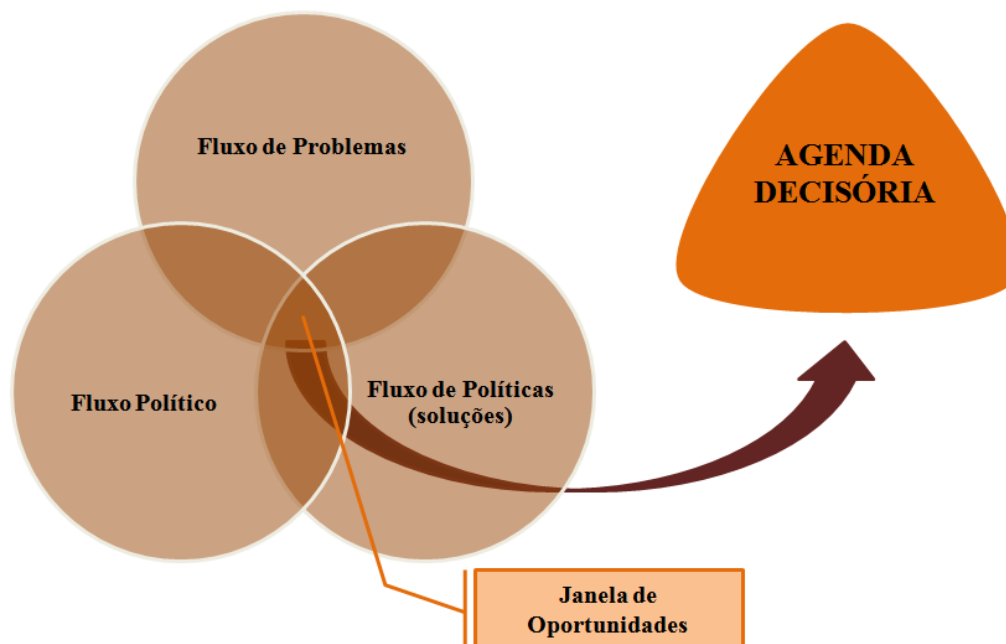 Fluxo de Problemas
AGENDA
DECISÓRIA
Fluxo Político
Fluxo de Políticas
(soluções)
Janela de
Oportunidades